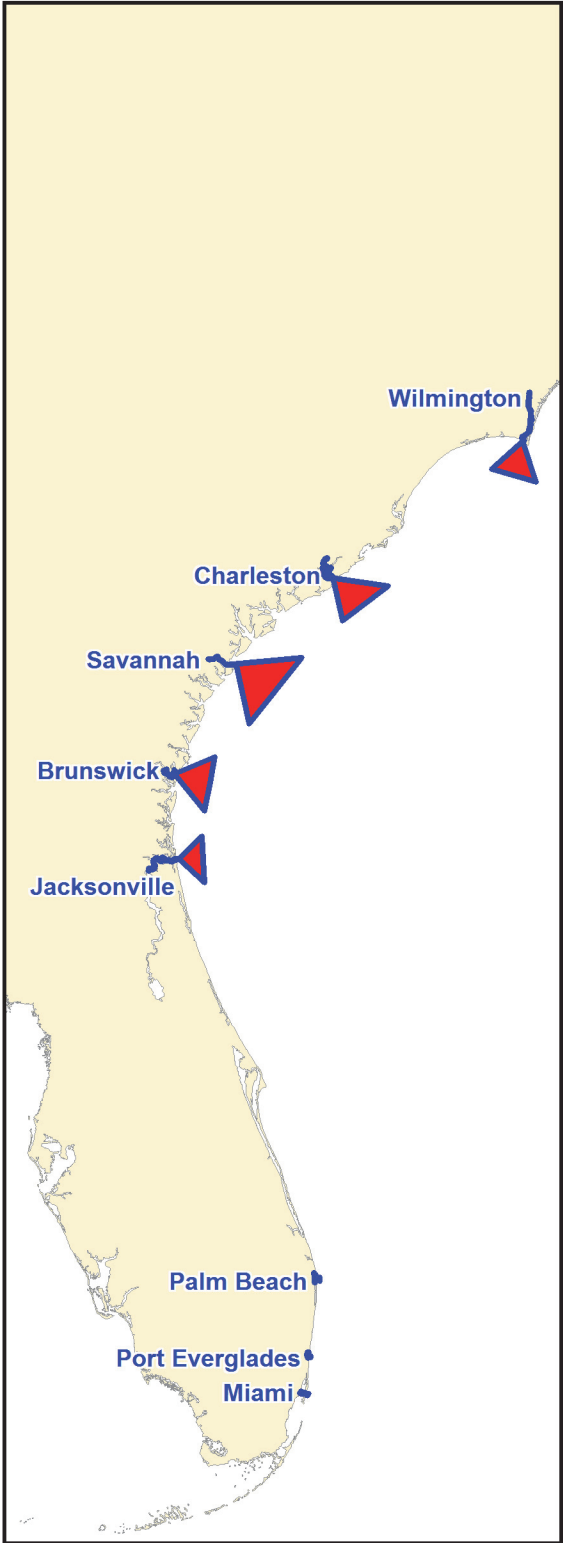 Wilmington
Charleston
Savannah
Brunswick
Jacksonville
Palm Beach
Port Everglades
Miami